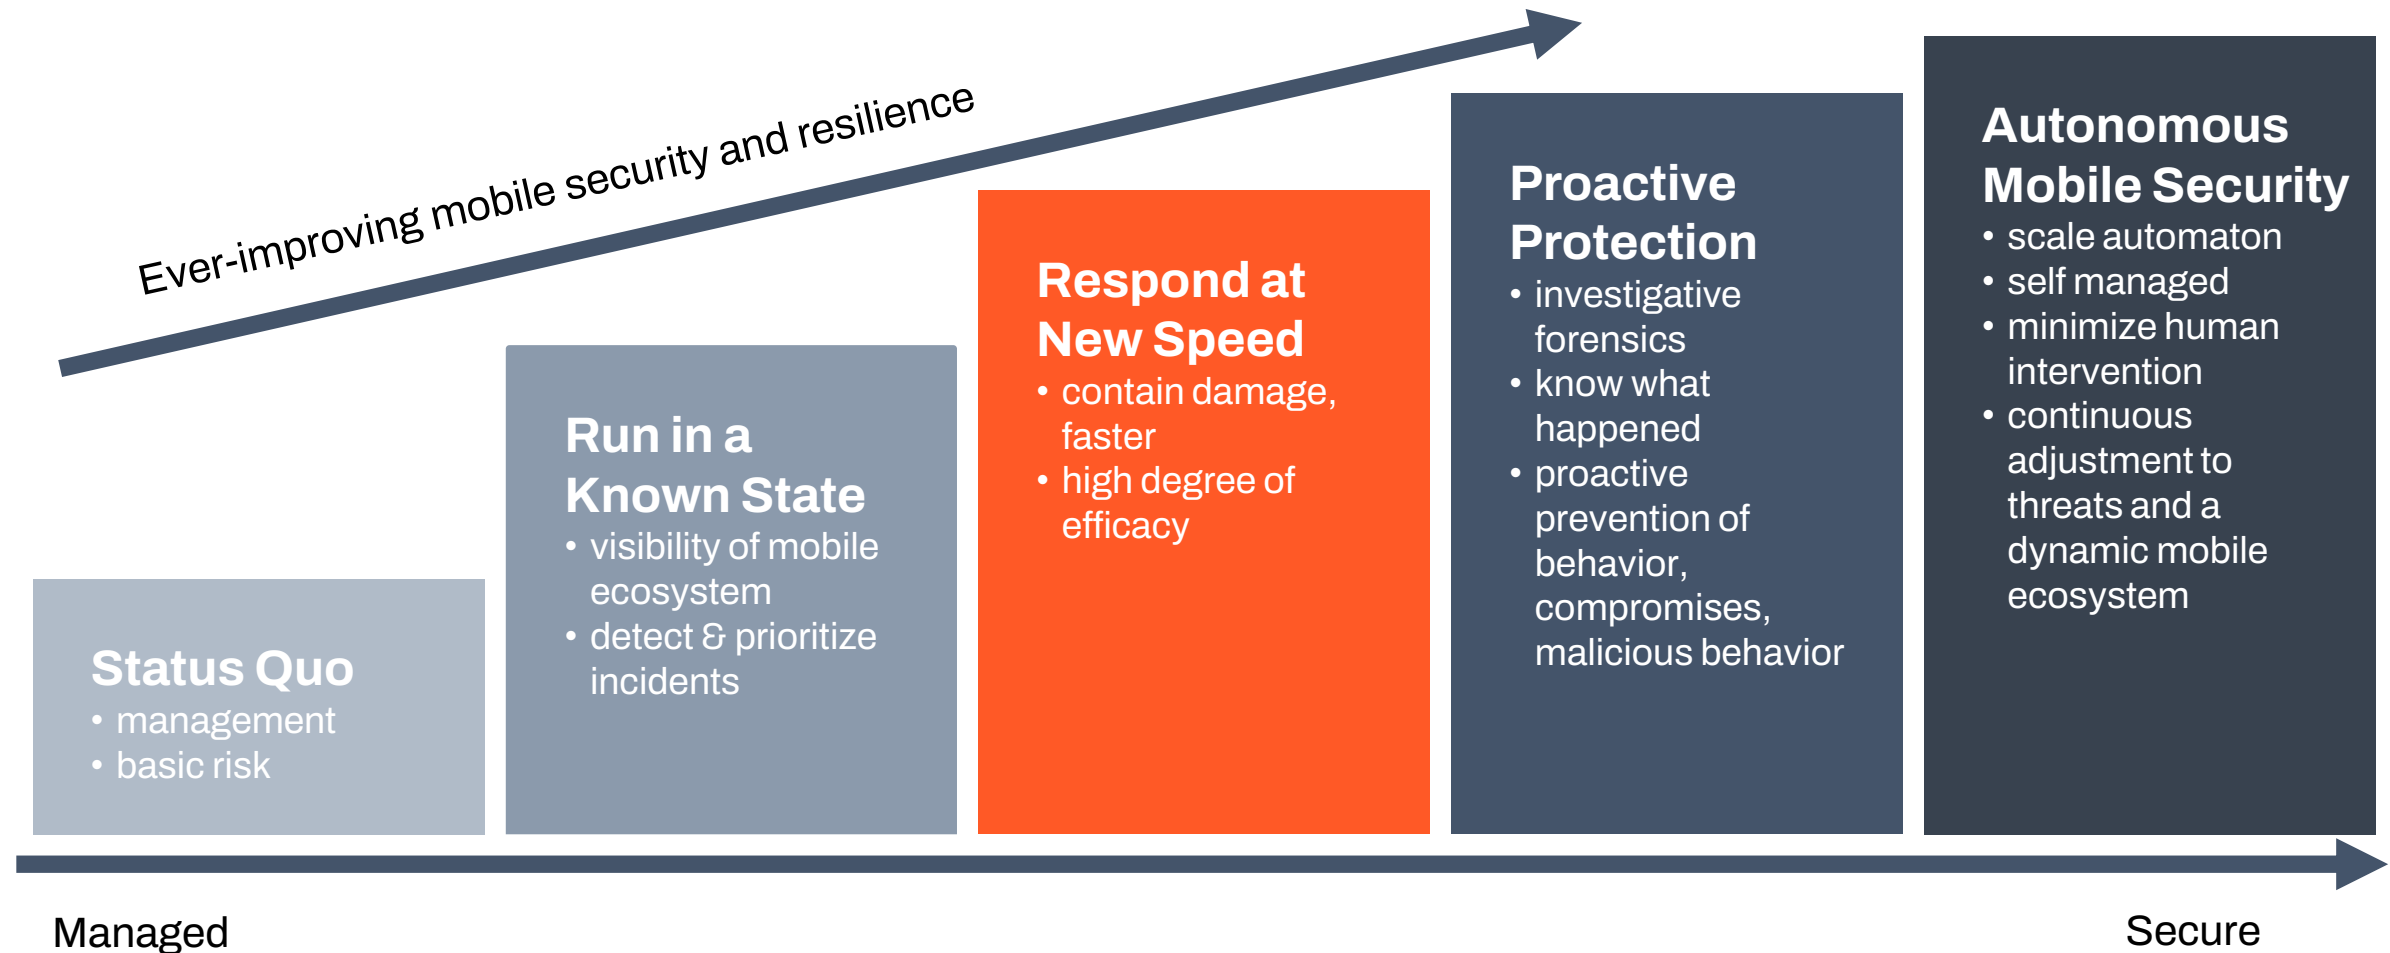 Ever-improving mobile security and resilience
Status Quo
• management
• basic risk
Run in a
Known State
• visibility of mobile
ecosystem
• detect & prioritize
incidents
Respond at
New Speed
• contain damage,
faster
• high degree of
efficacy
Proactive
Protection
• investigative
forensics
• know what
happened
• proactive
prevention of
behavior,
compromises,
malicious behavior
Autonomous
Mobile Security
• scale automaton
• self managed
• minimize human
intervention
• continuous
adjustment to
threats and a
dynamic mobile
ecosystem
Managed
Secure